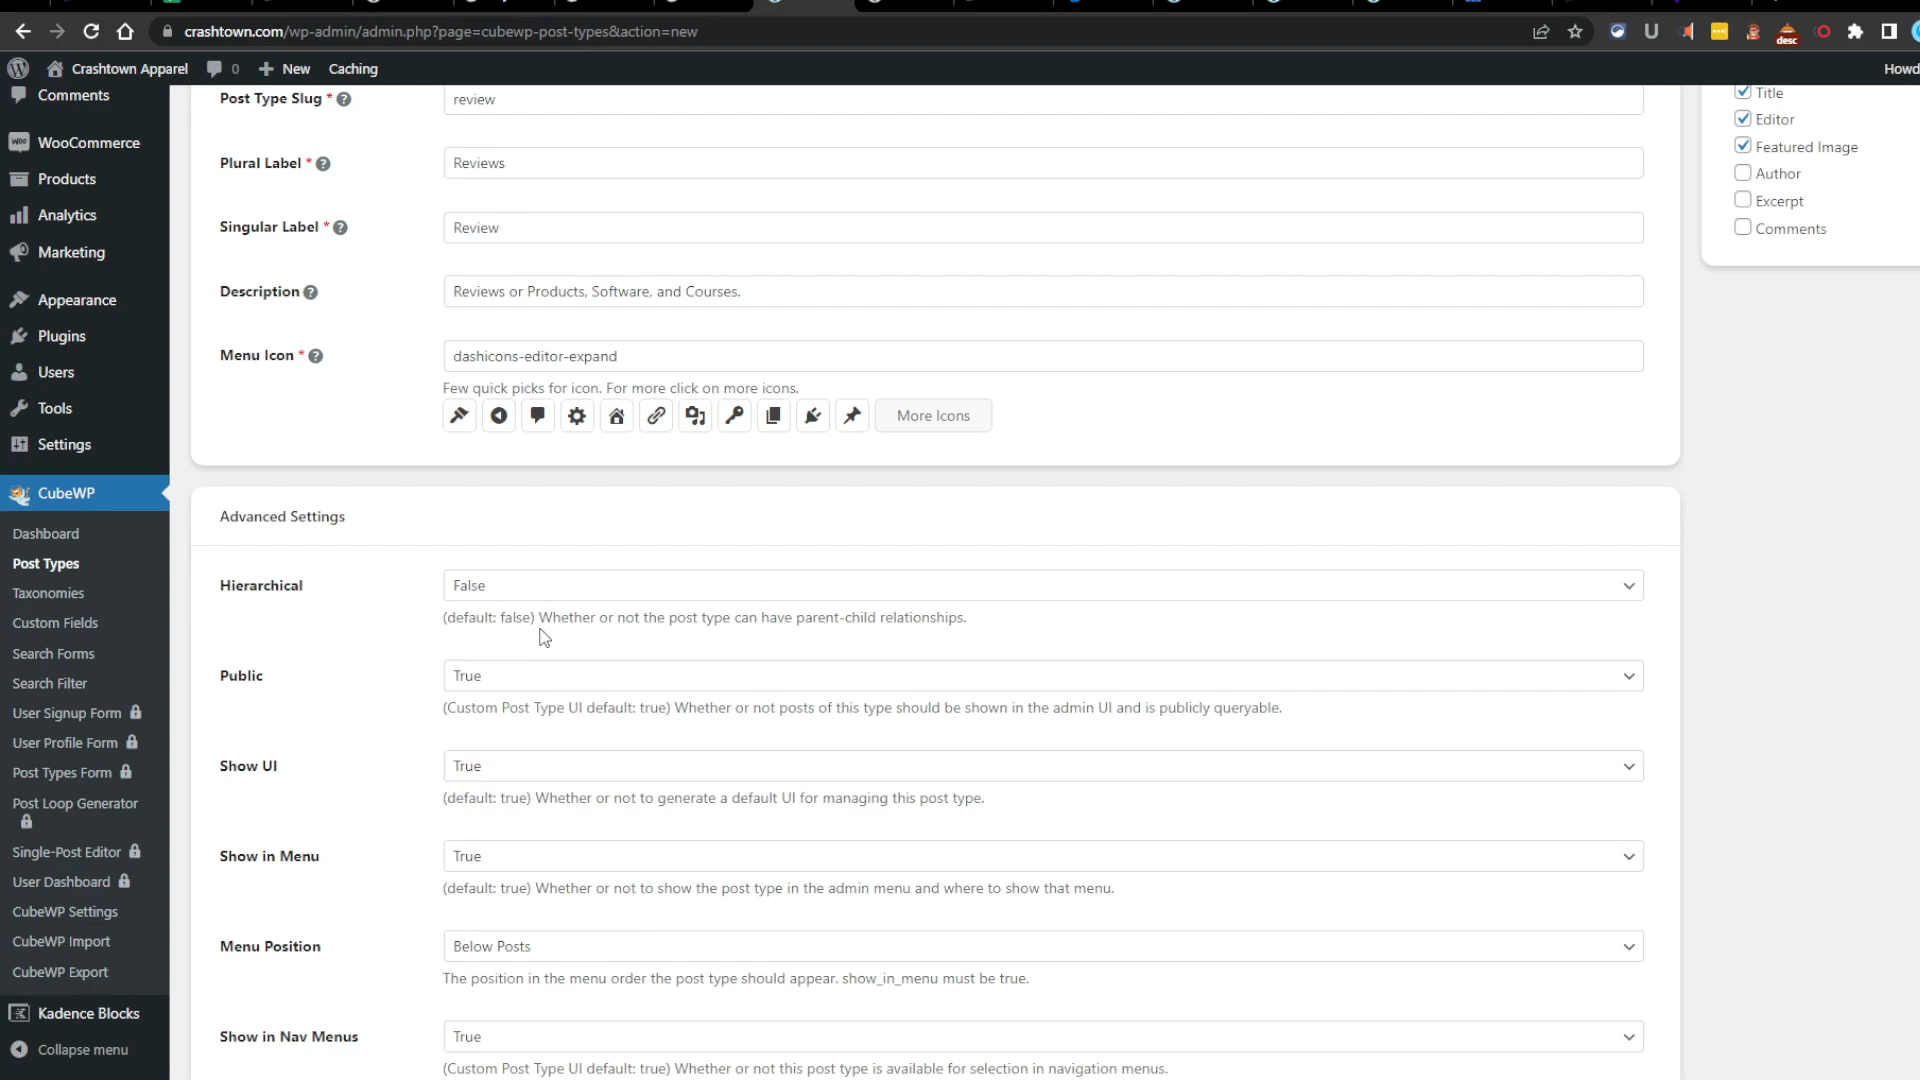 crashtown.com/wp-admin/admin.php?page=cubewp-post-types&action=new
desc
Crashtown Apparel
0
New
Caching
Howd
Comments
WooCommerce
Products
Analytics
Marketing
Appearance
Plugins
Users
Tools
Settings
CubeWP
Dashboard
Post Types
Taxonomies
Custom Fields
Search Forms
Search Filter
User Signup Form
User Profile Form
Post Types Form
Post Loop Generator
Single-Post Editor
User Dashboard
CubeWP Settings
CubeWP Import
CubeWP Export
Kadence Blocks
Collapse menu
Post Type Slug *
review
Plural Label *
Reviews
Singular Label *
Review
Description
Reviews or Products, Software, and Courses.
Menu Icon *
dashicons-editor-expand
Few quick picks for icon. For more click on more icons.
More Icons
Advanced Settings
Hierarchical
False
(default: false) Whether or not the post type can have parent-child relationships.
Public
True
(Custom Post Type UI default: true) Whether or not posts of this type should be shown in the admin UI and is publicly queryable.
Show UI
True
(default: true) Whether or not to generate a default UI for managing this post type.
Show in Menu
True
(default: true) Whether or not to show the post type in the admin menu and where to show that menu.
Menu Position
Below Posts
The position in the menu order the post type should appear. show_in_menu must be true.
Show in Nav Menus
True
(Custom Post Type UI default: true) Whether or not this post type is available for selection in navigation menus.
Title
Editor
Featured Image
Author
Excerpt
Comments